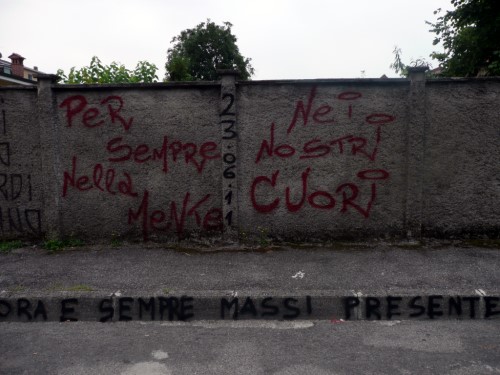 PeR
SEMPRE
Nella
MeNte
23.06.11
Nei
NoSTRi
CUORi
ORA E SEMPRE MASSI PRESENTE